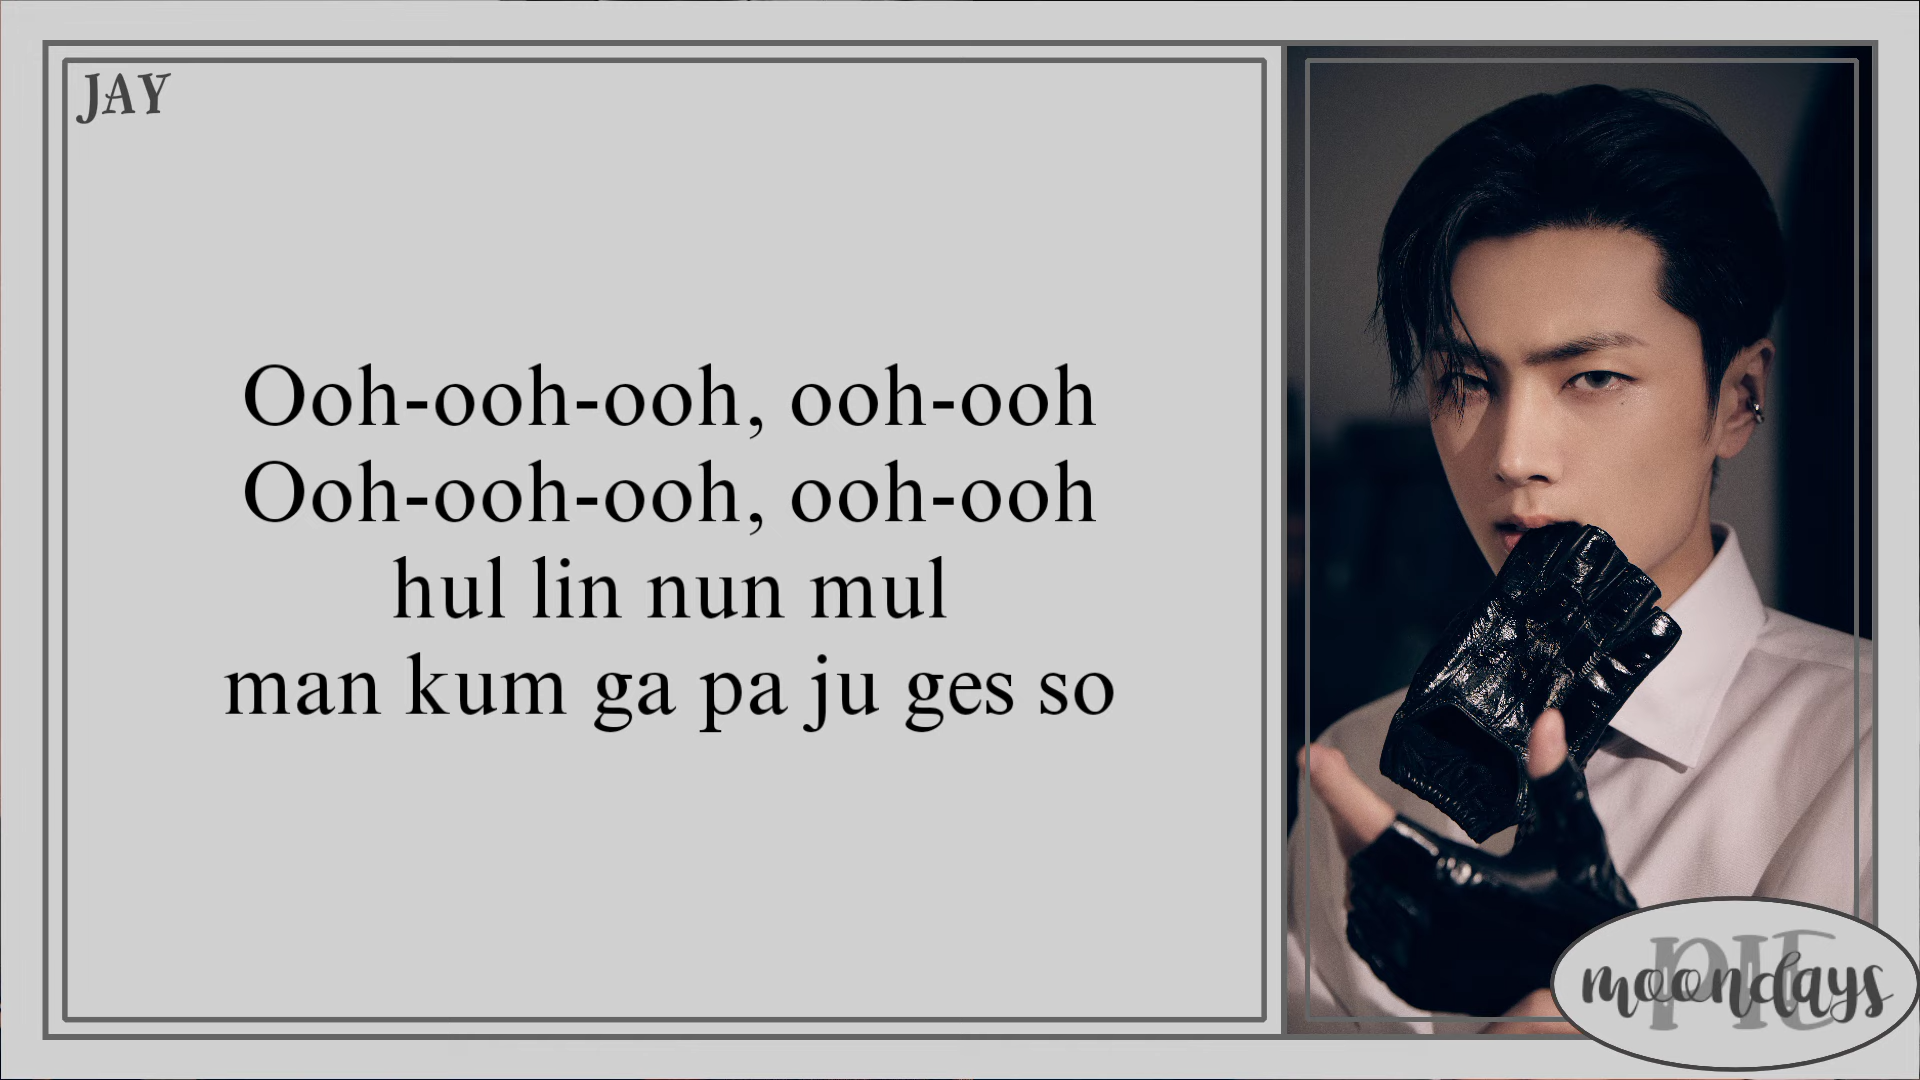 JAY
Ooh-ooh-ooh, ooh-ooh
Ooh-ooh-ooh, ooh-ooh
hul lin nun mul
man kum ga pa ju ges so
PIE
moondays